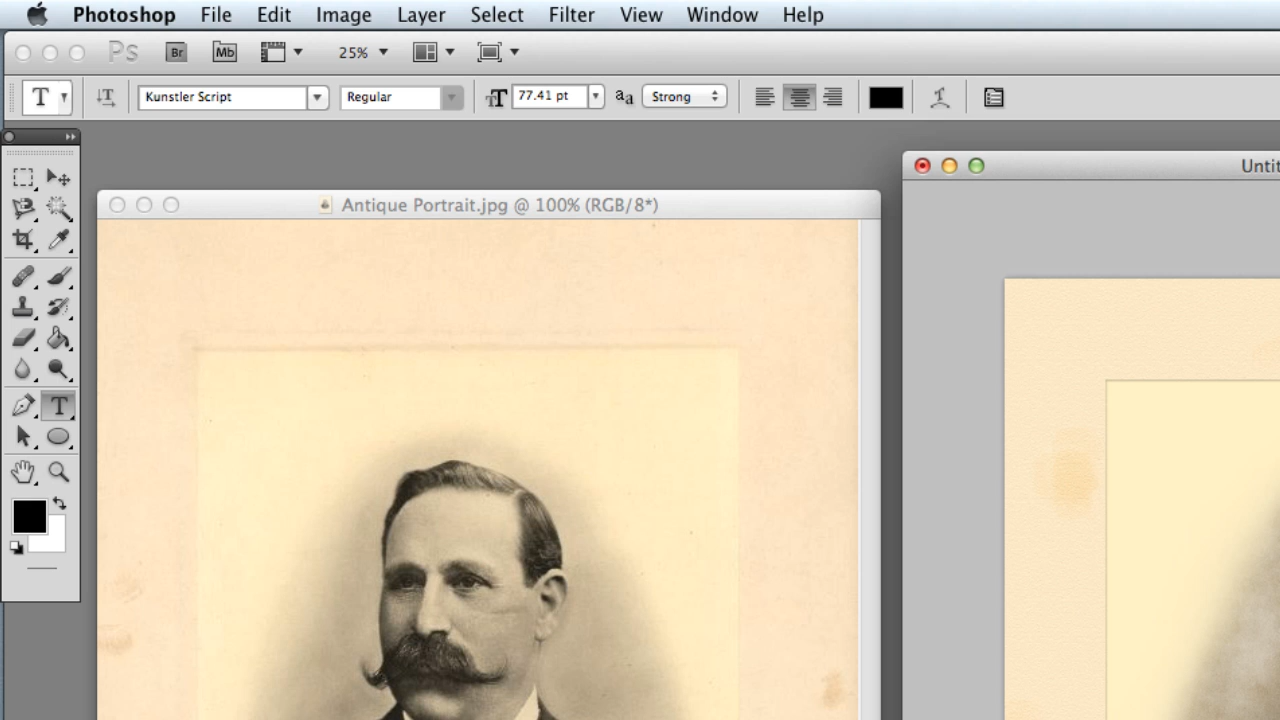 Photoshop File Edit Image Layer Select Filter View Window Help
Ps Br Mb 25%
T T Kunstler Script Regular TT 77.41 pt aa Strong T
Antique Portrait.jpg @ 100% (RGB/8*)
Untit
T